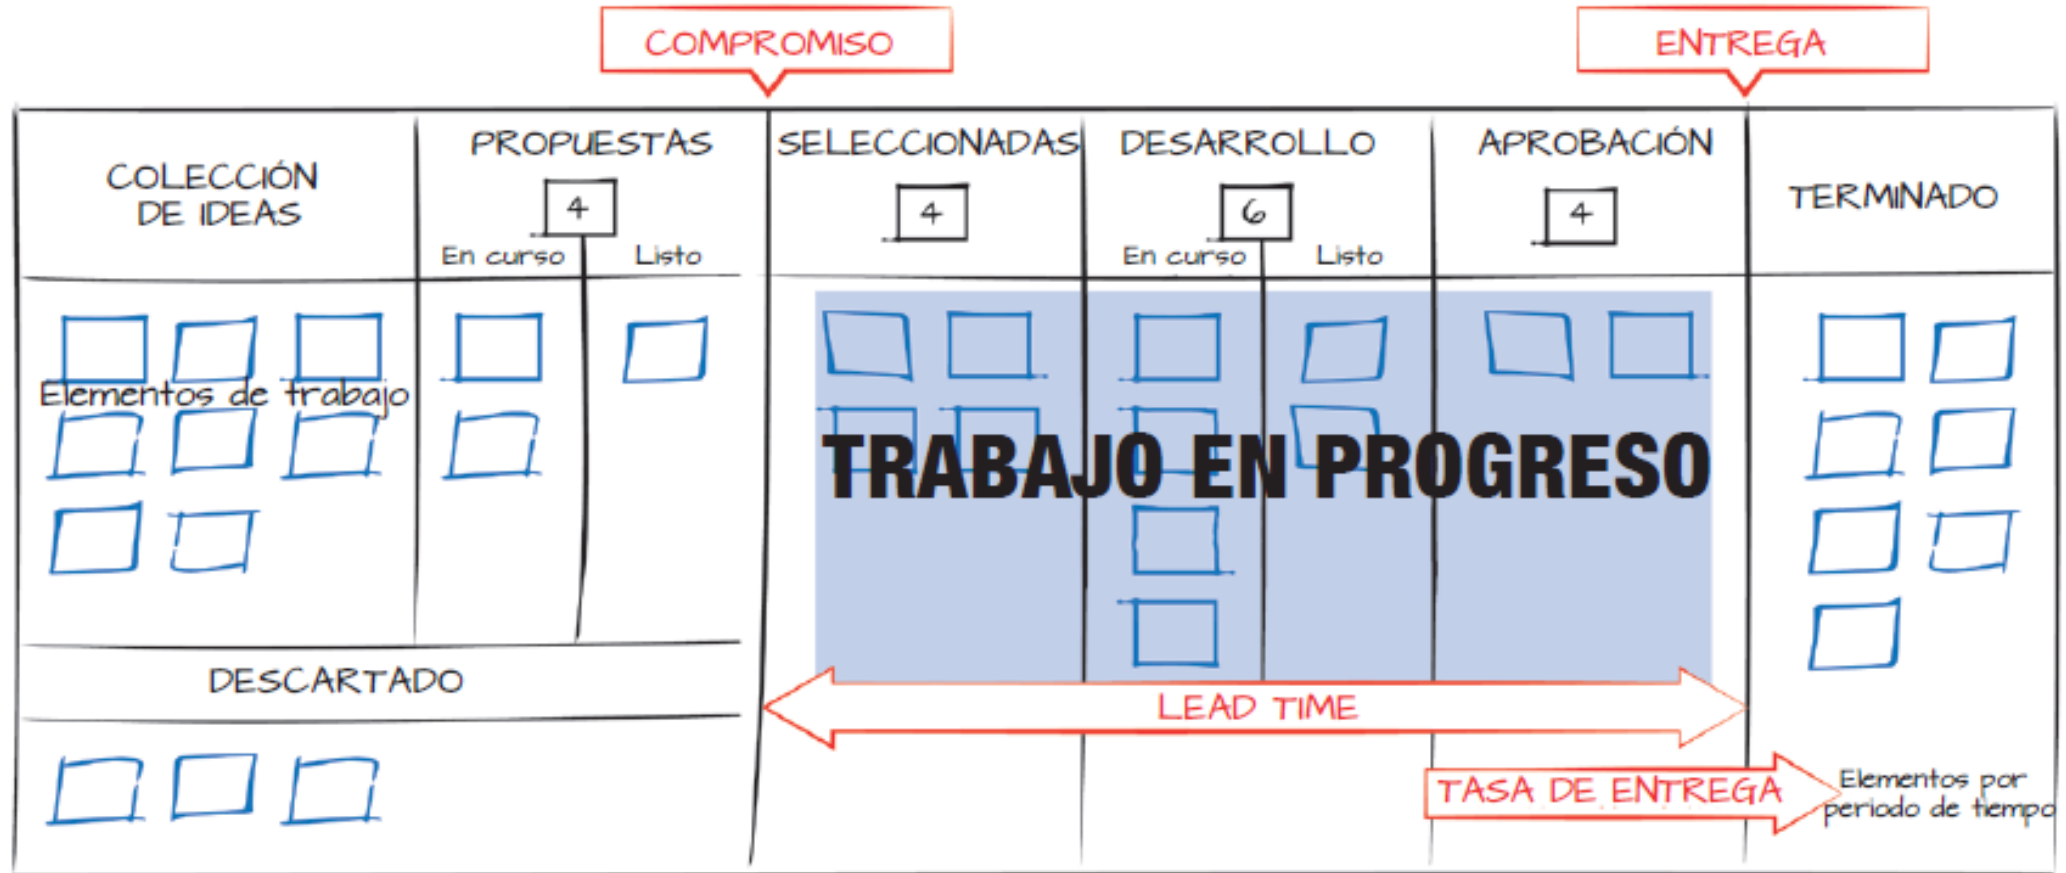 COMPROMISO
ENTREGA
COLECCIÓN
DE IDEAS
PROPUESTAS
4
En curso
Listo
SELECCIONADAS
4
DESARROLLO
6
En curso
Listo
APROBACIÓN
4
TERMINADO
Elementos de trabajo
TRABAJO EN PROGRESO
DESCARTADO
LEAD TIME
TASA DE ENTREGA
Elementos por
periodo de tiempo